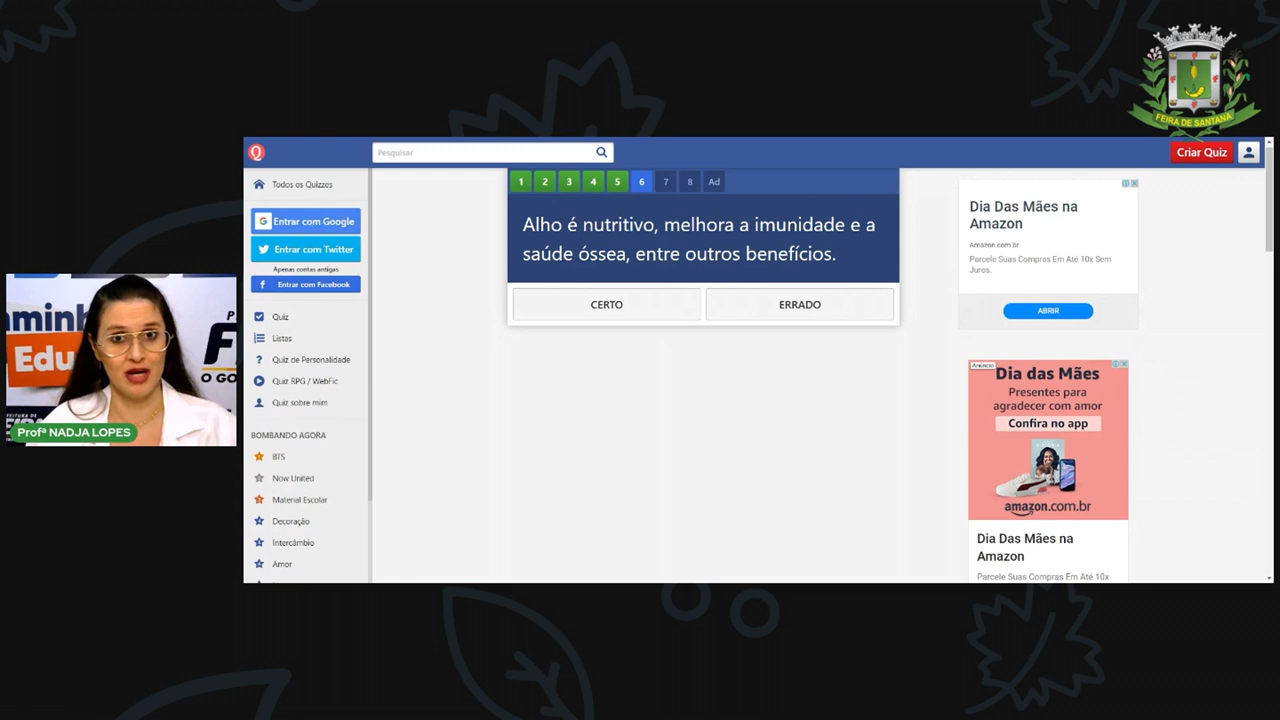 FEIRA DE SANTANA
Q
Pesquisar
Criar Quiz
Todos os Quizzes
G Entrar com Google
Entrar com Twitter
Apenas contas antigas
f Entrar com Facebook
Quiz
Listas
? Quiz de Personalidade
Quiz RPG / WebFic
Quiz sobre mim
BOMBANDO AGORA
BTS
Now United
Material Escolar
Decoração
Intercâmbio
Amor
1 2 3 4 5 6 7 8 Ad
Alho é nutritivo, melhora a imunidade e a
saúde óssea, entre outros benefícios.
CERTO
ERRADO
Dia Das Mães na
Amazon
Amazon.com.br
Parcele Suas Compras Em Até 10x Sem
Juros.
ABRIR
Anúncio
Dia das Mães
Presentes para
agradecer com amor
Confira no app
amazon.com.br
Dia Das Mães na
Amazon
Parcele Suas Compras Em Até 10x
Edu
O GO
Profª NADJA LOPES